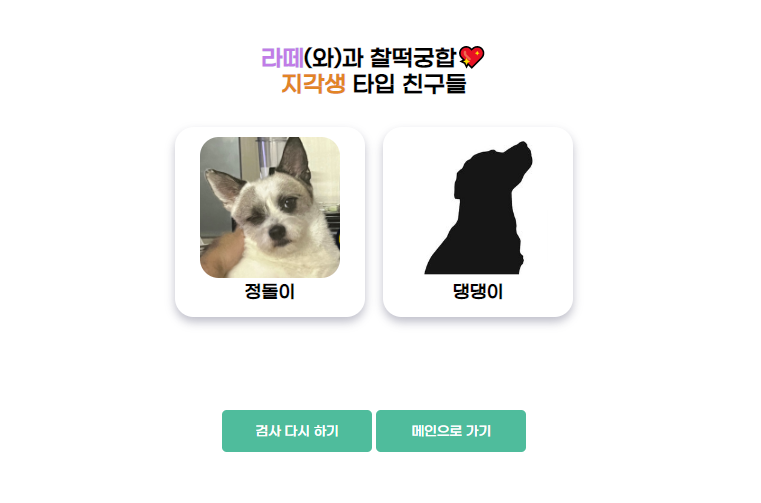 라떼(와)과 찰떡궁합💖
지각생 타입 친구들
정돌이
댕댕이
검사 다시 하기
메인으로 가기